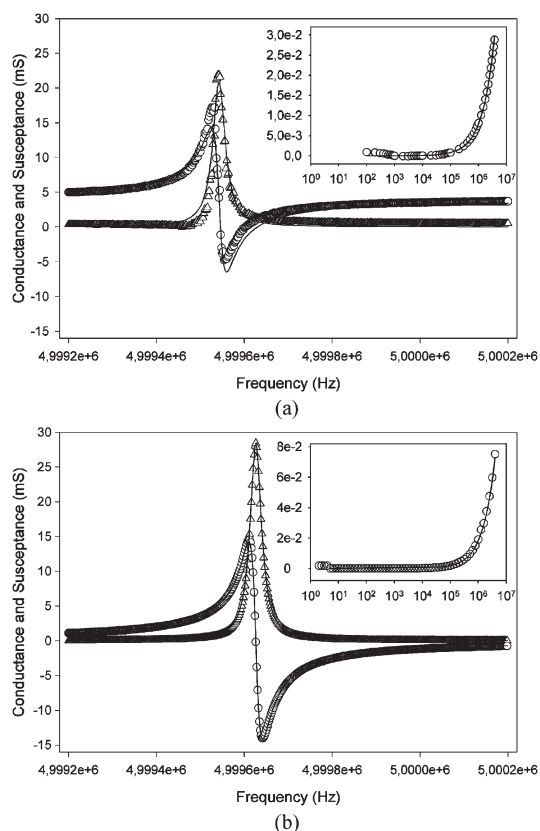 30
25
20
15
10
5
0
-5
-10
-15
Conductance and Susceptance (mS)
3,0e-2
2,5e-2
2,0e-2
1,5e-2
1,0e-2
5,0e-3
0,0
10⁰ 10¹ 10² 10³ 10⁴ 10⁵ 10⁶ 10⁷
4,9992e+6 4,9994e+6 4,9996e+6 4,9998e+6 5,0000e+6 5,0002e+6
Frequency (Hz)
(a)
30
25
20
15
10
5
0
-5
-10
-15
Conductance and Susceptance (mS)
8e-2
6e-2
4e-2
2e-2
0
10⁰ 10¹ 10² 10³ 10⁴ 10⁵ 10⁶ 10⁷
4,9992e+6 4,9994e+6 4,9996e+6 4,9998e+6 5,0000e+6 5,0002e+6
Frequency (Hz)
(b)